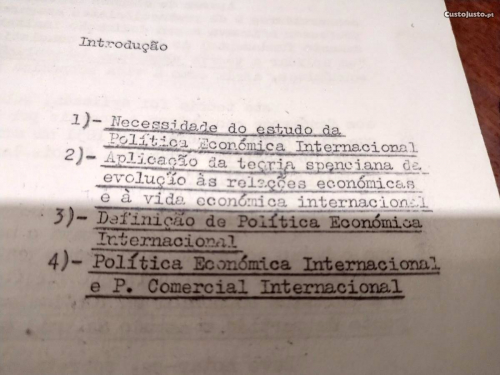 CustoJusto.pt
Introdução
1)- Necessidade do estudo da
Política Económica Internacional
2)- Aplicação da teoria spenciana da
evolução às relações económicas
e à vida económica internacional
3)- Definição de Política Económica
Internacional
4)- Política Económica Internacional
e P. Comercial Internacional